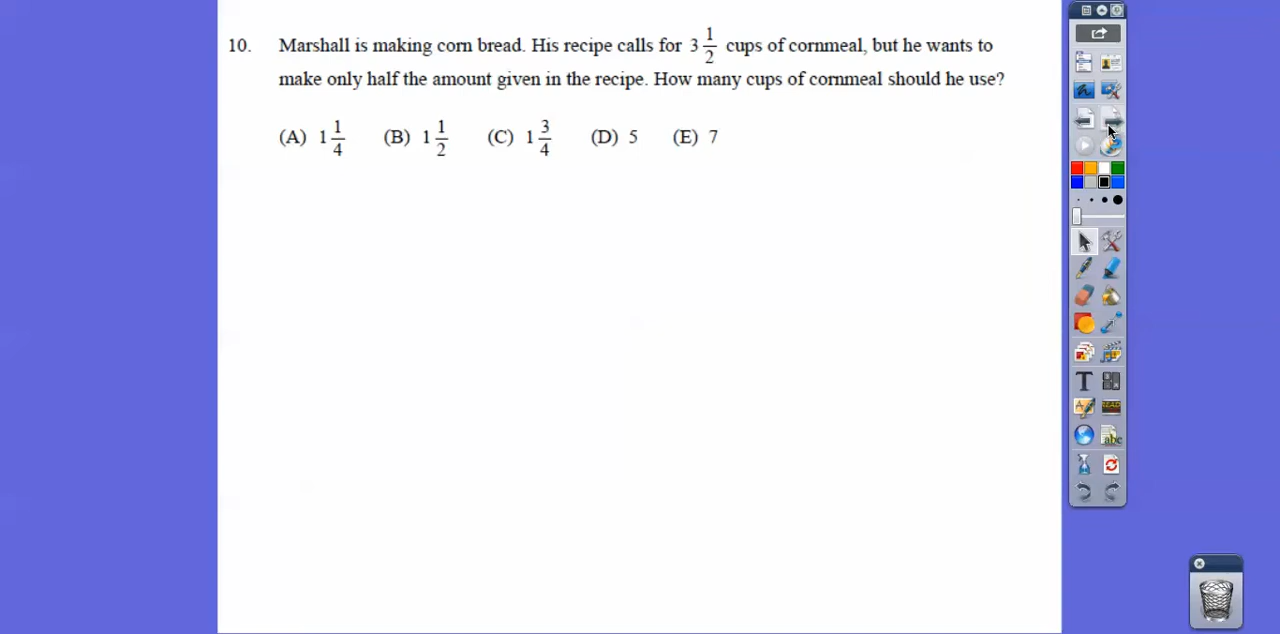 10. Marshall is making corn bread. His recipe calls for 3 1/2 cups of cornmeal, but he wants to
make only half the amount given in the recipe. How many cups of cornmeal should he use?
(A) 1 1/4 (B) 1 1/2 (C) 1 3/4 (D) 5 (E) 7
T
abc